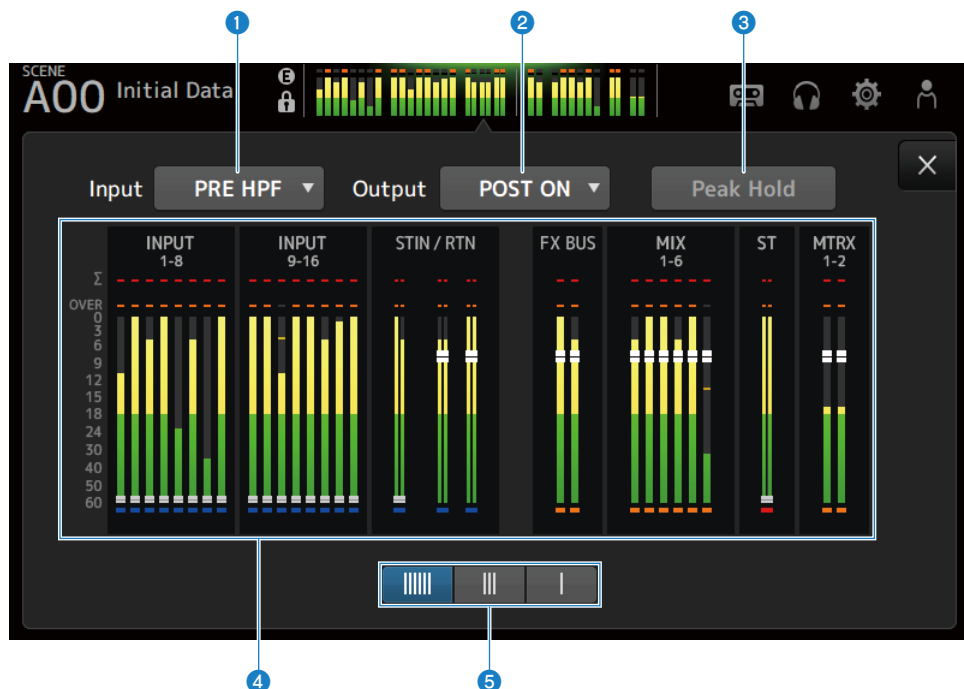 1 2 3
SCENE
A00 Initial Data E
Input PRE HPF ▼ Output POST ON ▼ Peak Hold ×
INPUT INPUT STIN / RTN FX BUS MIX ST MTRX
1-8 9-16 1-6 1-2
Σ
OVER
0
3
6
9
12
15
18
24
30
40
50
60
4 5